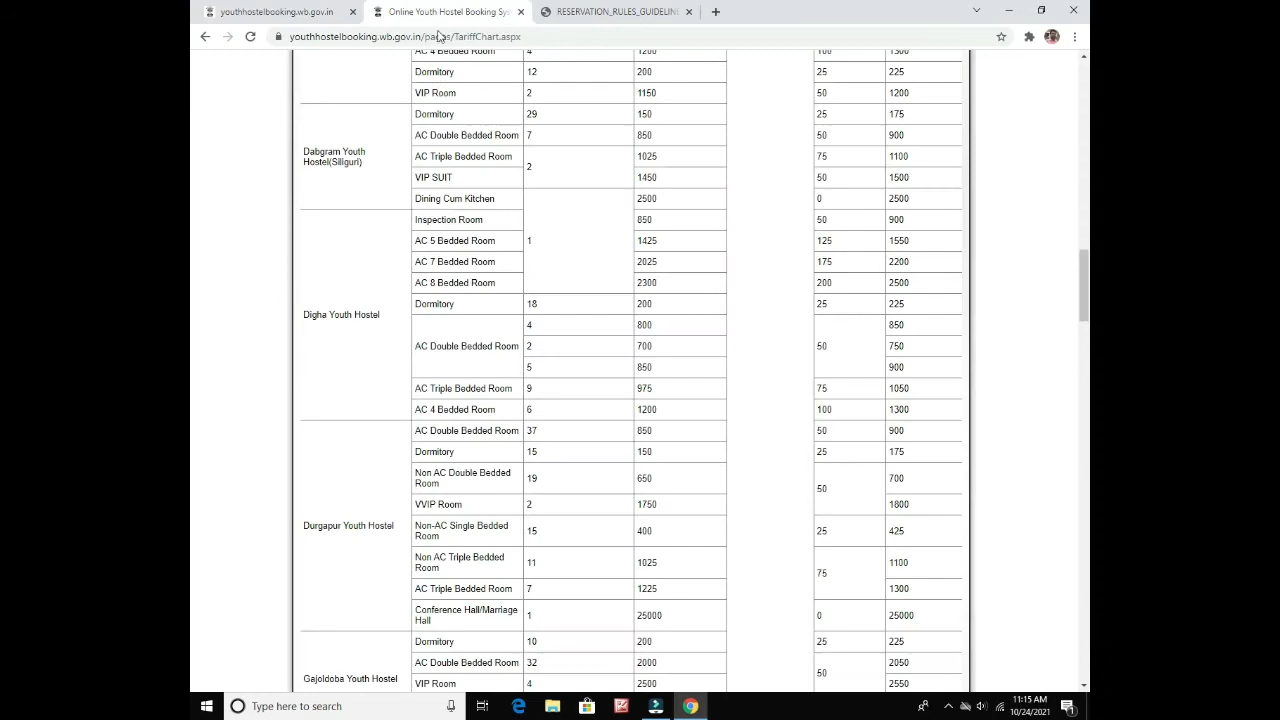 youthhostelbooking.wb.gov.in
Online Youth Hostel Booking Sys
RESERVATION_RULES_GUIDELIN
youthhostelbooking.wb.gov.in/pages/TariffChart.aspx
AC 4 Bedded Room 4 1200 100 1300
Dormitory 12 200 25 225
VIP Room 2 1150 50 1200
Dabgram Youth
Hostel(Siliguri)
Dormitory 29 150 25 175
AC Double Bedded Room 7 850 50 900
AC Triple Bedded Room 2 1025 75 1100
VIP SUIT 1450 50 1500
Digha Youth Hostel
Dining Cum Kitchen 1 2500 0 2500
Inspection Room 850 50 900
AC 5 Bedded Room 1425 125 1550
AC 7 Bedded Room 2025 175 2200
AC 8 Bedded Room 2300 200 2500
Dormitory 18 200 25 225
AC Double Bedded Room 4 800 50 850
2 700 750
5 850 900
AC Triple Bedded Room 9 975 75 1050
AC 4 Bedded Room 6 1200 100 1300
Durgapur Youth Hostel
AC Double Bedded Room 37 850 50 900
Dormitory 15 150 25 175
Non AC Double Bedded
Room 19 650 50 700
VVIP Room 2 1750 1800
Non-AC Single Bedded
Room 15 400 25 425
Non AC Triple Bedded
Room 11 1025 75 1100
AC Triple Bedded Room 7 1225 1300
Conference Hall/Marriage
Hall 1 25000 0 25000
Gajoldoba Youth Hostel
Dormitory 10 200 25 225
AC Double Bedded Room 32 2000 50 2050
VIP Room 4 2500 2550
Type here to search
11:15 AM
10/24/2021
1